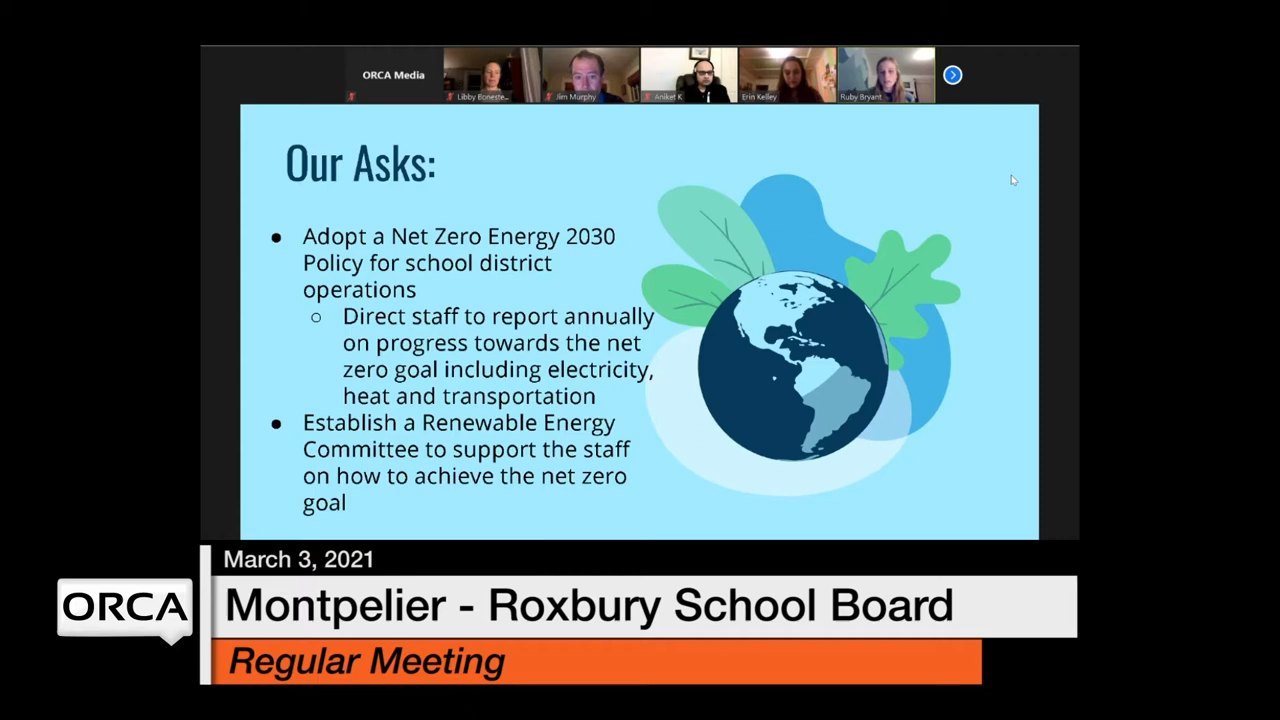 ORCA Media
Libby Boneste...
Jim Murphy
Aniket K
Erin Kelley
Ruby Bryant
Our Asks:
● Adopt a Net Zero Energy 2030
Policy for school district
operations
○ Direct staff to report annually
on progress towards the net
zero goal including electricity,
heat and transportation
● Establish a Renewable Energy
Committee to support the staff
on how to achieve the net zero
goal
March 3, 2021
ORCA
Montpelier - Roxbury School Board
Regular Meeting